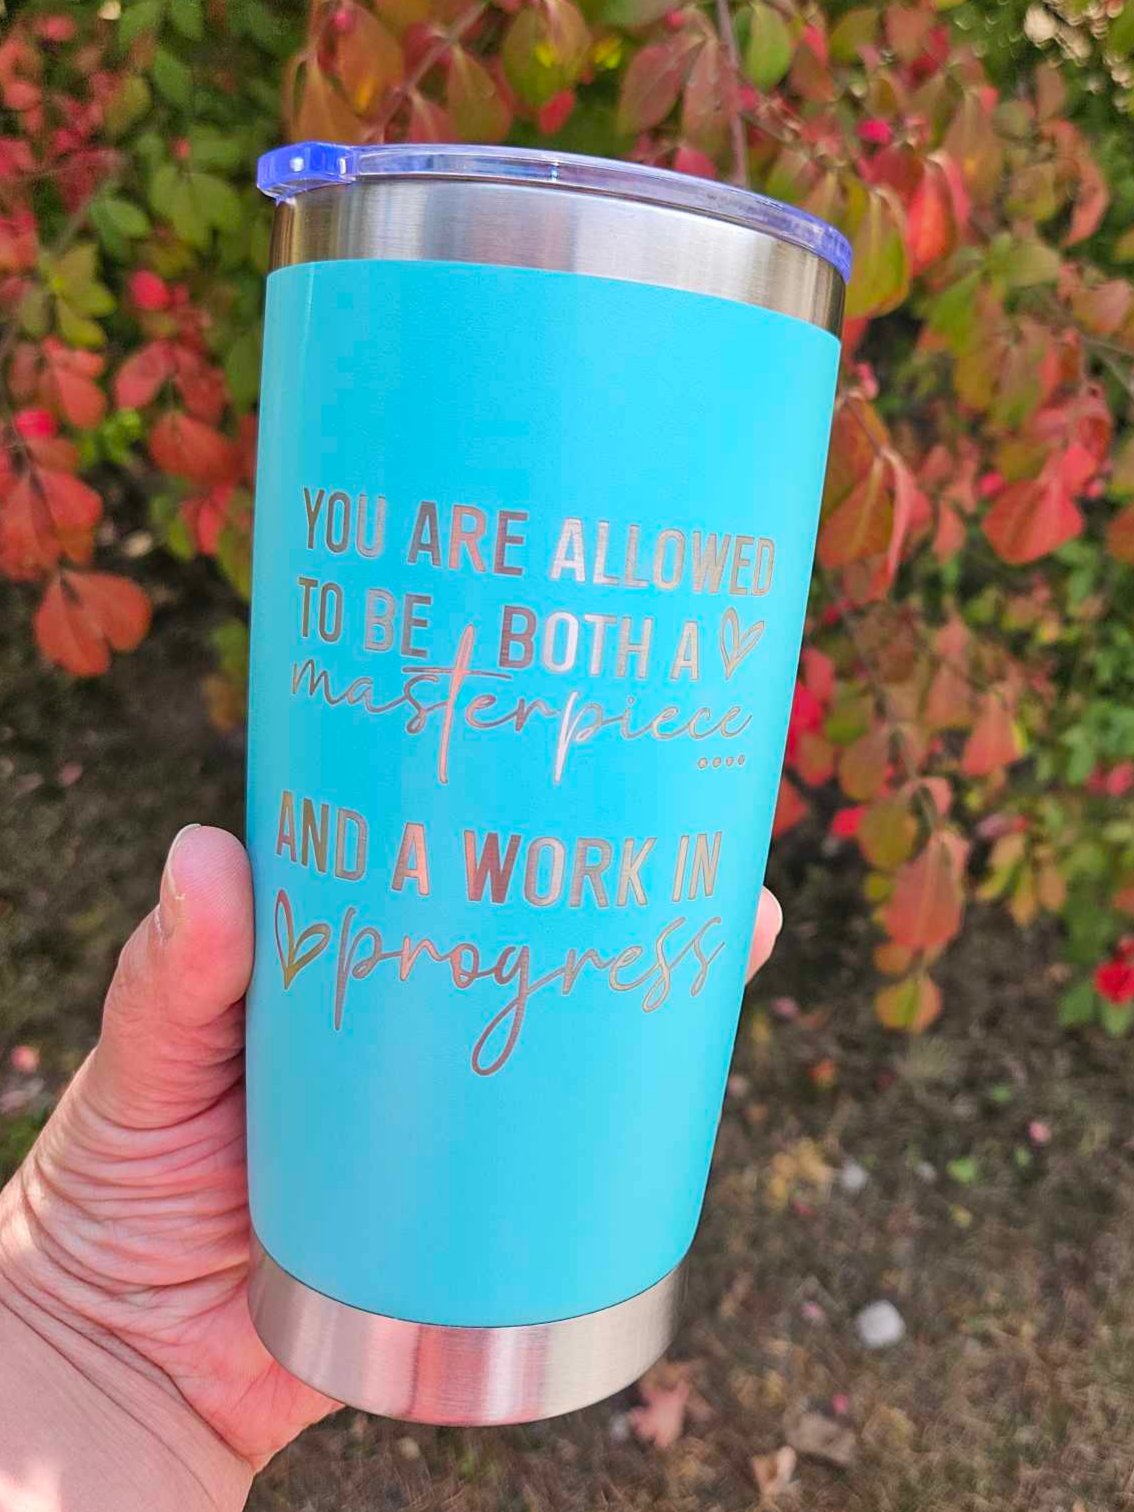 YOU ARE ALLOWED
TO BE BOTH A
masterpiece
AND A WORK IN
progress